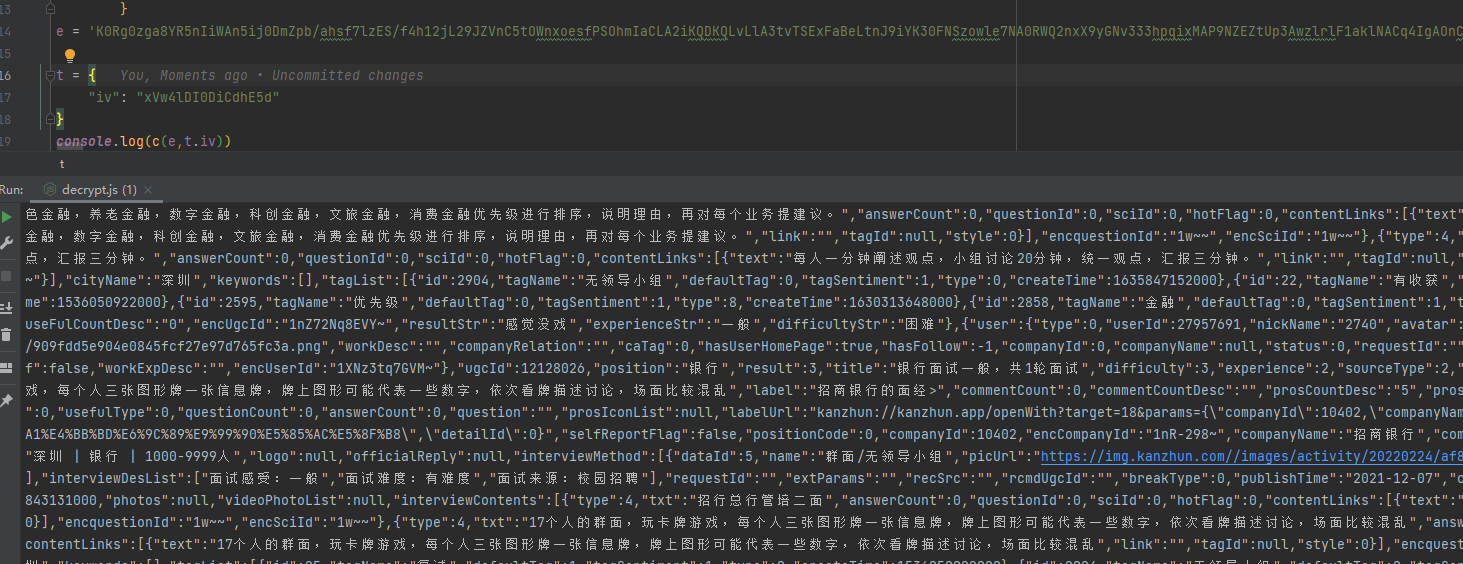 13 }
14 e = 'K0Rg0zga8YR5nIiWAn5ij0DmZpb/ahsf7lzES/f4h12jL29JZVnC5tOWnxoesfPSOhmIaCLA2iKQDKQLvLlA3tvTSExFaBeLtnJ9iYK30FNSzowle7NA0RWQ2nxX9yGNv333hpqixMAP9NZEZtUp3AwzlrlF1aklNACq4IgAOnC
15
16 t = { You, Moments ago • Uncommitted changes
17 "iv": "xVw4lDI0DiCdhE5d"
18 }
19 console.log(c(e,t.iv))
t
Run: decrypt.js (1) ×
色金融，养老金融，数字金融，科创金融，文旅金融，消费金融优先级进行排序，说明理由，再对每个业务提建议。","answerCount":0,"questionId":0,"sciId":0,"hotFlag":0,"contentLinks":[{"text"
金融，数字金融，科创金融，文旅金融，消费金融优先级进行排序，说明理由，再对每个业务提建议。","link":"","tagId":null,"style":0}],"encquestionId":"1w~~","encSciId":"1w~~"},{"type":4,"
点，汇报三分钟。","answerCount":0,"questionId":0,"sciId":0,"hotFlag":0,"contentLinks":[{"text":"每人一分钟阐述观点，小组讨论20分钟，统一观点，汇报三分钟。","link":"","tagId":null,
~"}],"cityName":"深圳","keywords":[],"tagList":[{"id":2904,"tagName":"无领导小组","defaultTag":0,"tagSentiment":1,"type":0,"createTime":1635847152000},{"id":22,"tagName":"有收获","
me":1536050922000},{"id":2595,"tagName":"优先级","defaultTag":0,"tagSentiment":1,"type":8,"createTime":1630313648000},{"id":2858,"tagName":"金融","defaultTag":0,"tagSentiment":1,"t
useFulCountDesc":"0","encUgcId":"1nZ72Nq8EVY~","resultStr":"感觉没戏","experienceStr":"一般","difficultyStr":"困难"},{"user":{"type":0,"userId":27957691,"nickName":"2740","avatar":
/909fdd5e904e0845fcf27e97d765fc3a.png","workDesc":"","companyRelation":"","caTag":0,"hasUserHomePage":true,"hasFollow":-1,"companyId":0,"companyName":null,"status":0,"requestId":""
f":false,"workExpDesc":"","encUserId":"1XNz3tq7GVM~"},"ugcId":12128026,"position":"银行","result":3,"title":"银行面试一般，共1轮面试","difficulty":3,"experience":2,"sourceType":2,"
戏，每个人三张图形牌一张信息牌，牌上图形可能代表一些数字，依次看牌描述讨论，场面比较混乱","label":"招商银行的面经>","commentCount":0,"commentCountDesc":"","prosCountDesc":"5","pros
":0,"usefulType":0,"questionCount":0,"answerCount":0,"question":"","prosIconList":null,"labelUrl":"kanzhun://kanzhun.app/openWith?target=18&params={\"companyId\":10402,\"companyNam
A1%E4%BB%BD%E6%9C%89%E9%99%90%E5%85%AC%E5%8F%B8\",\"detailId\":0}","selfReportFlag":false,"positionCode":0,"companyId":10402,"encCompanyId":"1nR-298~","companyName":"招商银行","com
"深圳 | 银行 | 1000-9999人","logo":null,"officialReply":null,"interviewMethod":[{"dataId":5,"name":"群面/无领导小组","picUrl":"https://img.kanzhun.com//images/activity/20220224/af8
],"interviewDesList":["面试感受：一般","面试难度：有难度","面试来源：校园招聘"],"requestId":"","extParams":"","recSrc":"","rcmdUgcId":"","breakType":0,"publishTime":"2021-12-07","c
843131000,"photos":null,"videoPhotoList":null,"interviewContents":[{"type":4,"txt":"招行总行管培二面","answerCount":0,"questionId":0,"sciId":0,"hotFlag":0,"contentLinks":[{"text":"
0}],"encquestionId":"1w~~","encSciId":"1w~~"},{"type":4,"txt":"17个人的群面，玩卡牌游戏，每个人三张图形牌一张信息牌，牌上图形可能代表一些数字，依次看牌描述讨论，场面比较混乱","answ
contentLinks":[{"text":"17个人的群面，玩卡牌游戏，每个人三张图形牌一张信息牌，牌上图形可能代表一些数字，依次看牌描述讨论，场面比较混乱","link":"","tagId":null,"style":0}],"encquest